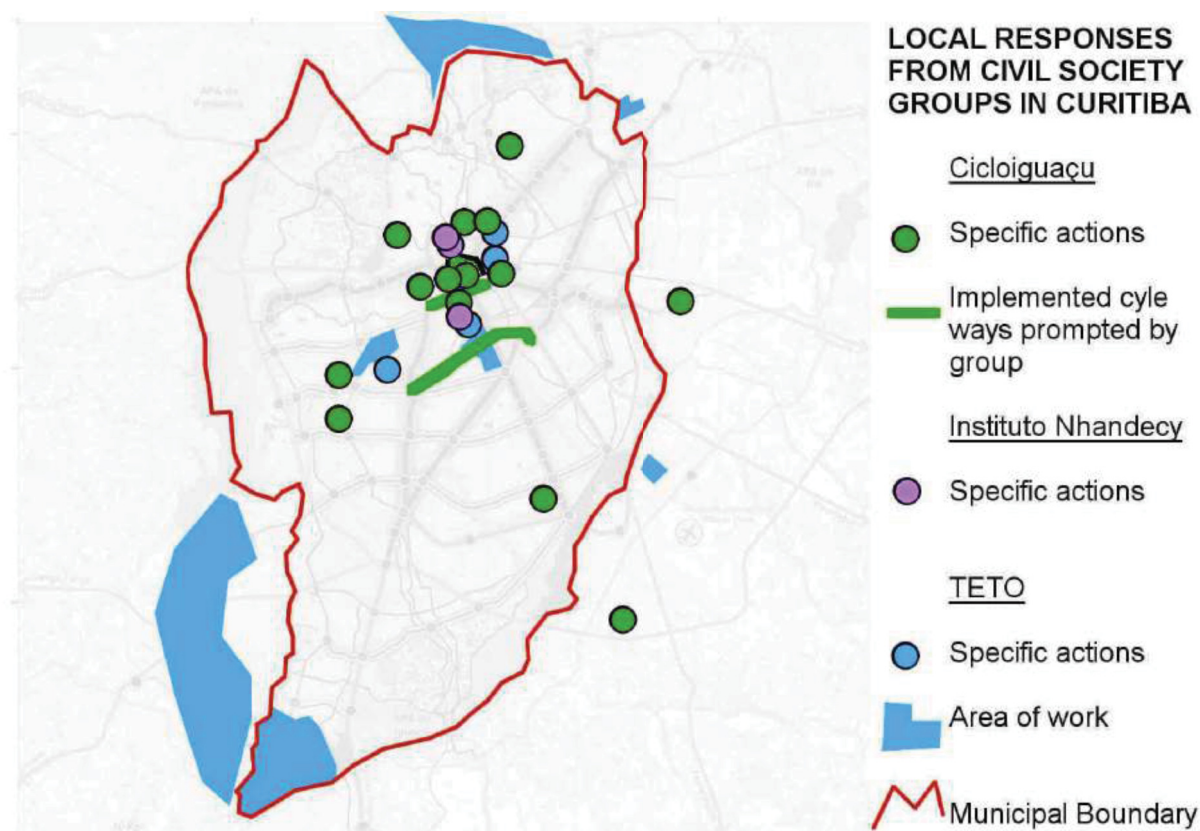 LOCAL RESPONSES
FROM CIVIL SOCIETY
GROUPS IN CURITIBA
Cicloiguaçu
Specific actions
Implemented cyle
ways prompted by
group
Instituto Nhandecy
Specific actions
TETO
Specific actions
Area of work
Municipal Boundary